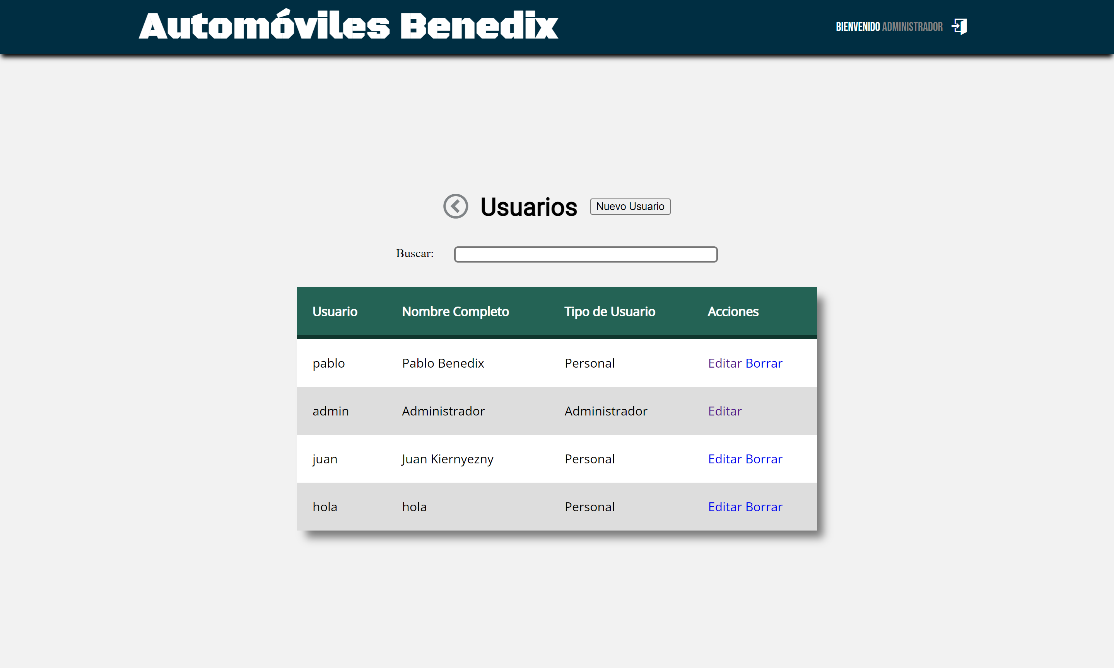 Automóviles Benedix
BIENVENIDO ADMINISTRADOR
Usuarios
Nuevo Usuario
Buscar:
Usuario Nombre Completo Tipo de Usuario Acciones
pablo Pablo Benedix Personal Editar Borrar
admin Administrador Administrador Editar
juan Juan Kiernyezny Personal Editar Borrar
hola hola Personal Editar Borrar